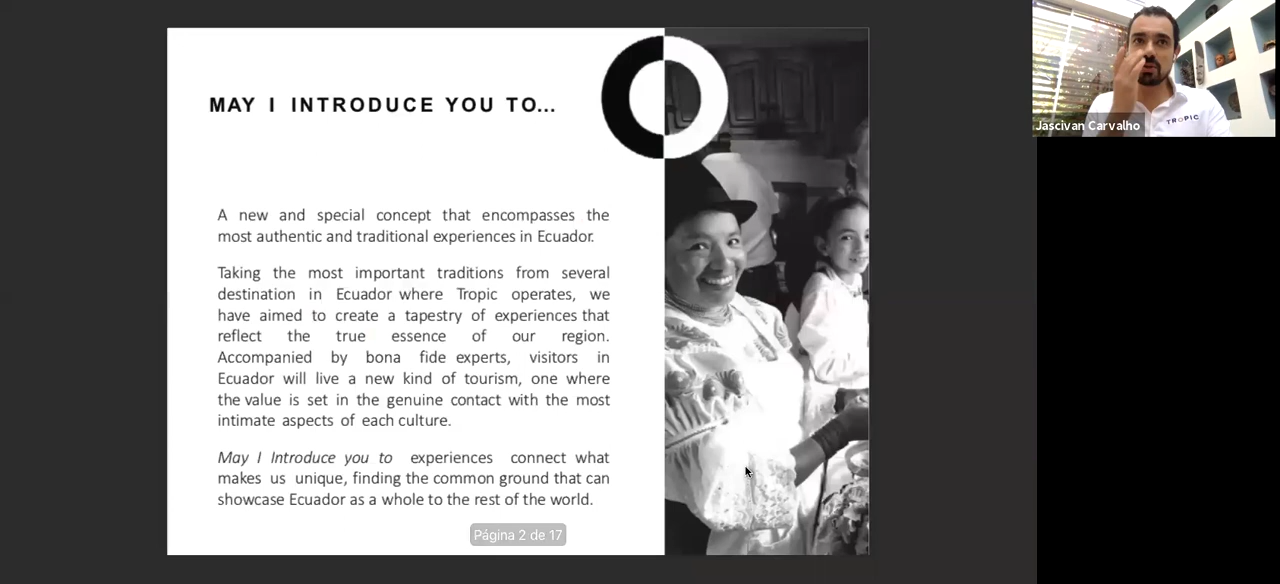 MAY I INTRODUCE YOU TO...
A new and special concept that encompasses the
most authentic and traditional experiences in Ecuador.
Taking the most important traditions from several
destination in Ecuador where Tropic operates, we
have aimed to create a tapestry of experiences that
reflect the true essence of our region.
Accompanied by bona fide experts, visitors in
Ecuador will live a new kind of tourism, one where
the value is set in the genuine contact with the most
intimate aspects of each culture.
May I Introduce you to experiences connect what
makes us unique, finding the common ground that can
showcase Ecuador as a whole to the rest of the world.
Página 2 de 17
TROPIC
Jascivan Carvalho